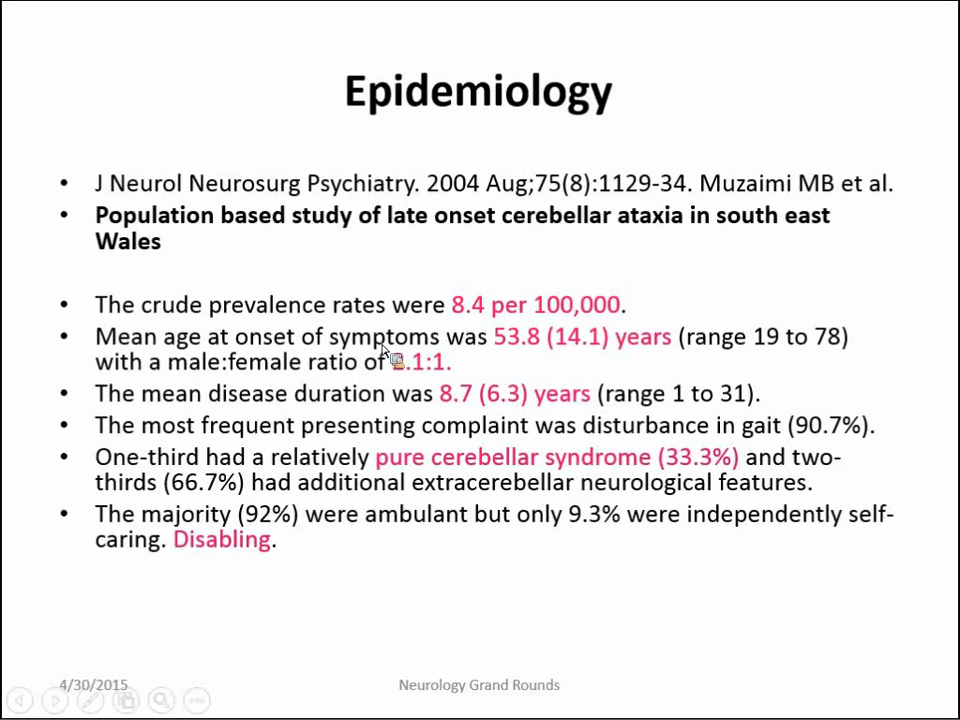 Epidemiology
• J Neurol Neurosurg Psychiatry. 2004 Aug;75(8):1129-34. Muzaimi MB et al.
• Population based study of late onset cerebellar ataxia in south east
Wales
• The crude prevalence rates were 8.4 per 100,000.
• Mean age at onset of symptoms was 53.8 (14.1) years (range 19 to 78)
with a male:female ratio of .1:1.
• The mean disease duration was 8.7 (6.3) years (range 1 to 31).
• The most frequent presenting complaint was disturbance in gait (90.7%).
• One-third had a relatively pure cerebellar syndrome (33.3%) and two-
thirds (66.7%) had additional extracerebellar neurological features.
• The majority (92%) were ambulant but only 9.3% were independently self-
caring. Disabling.
4/30/2015
Neurology Grand Rounds